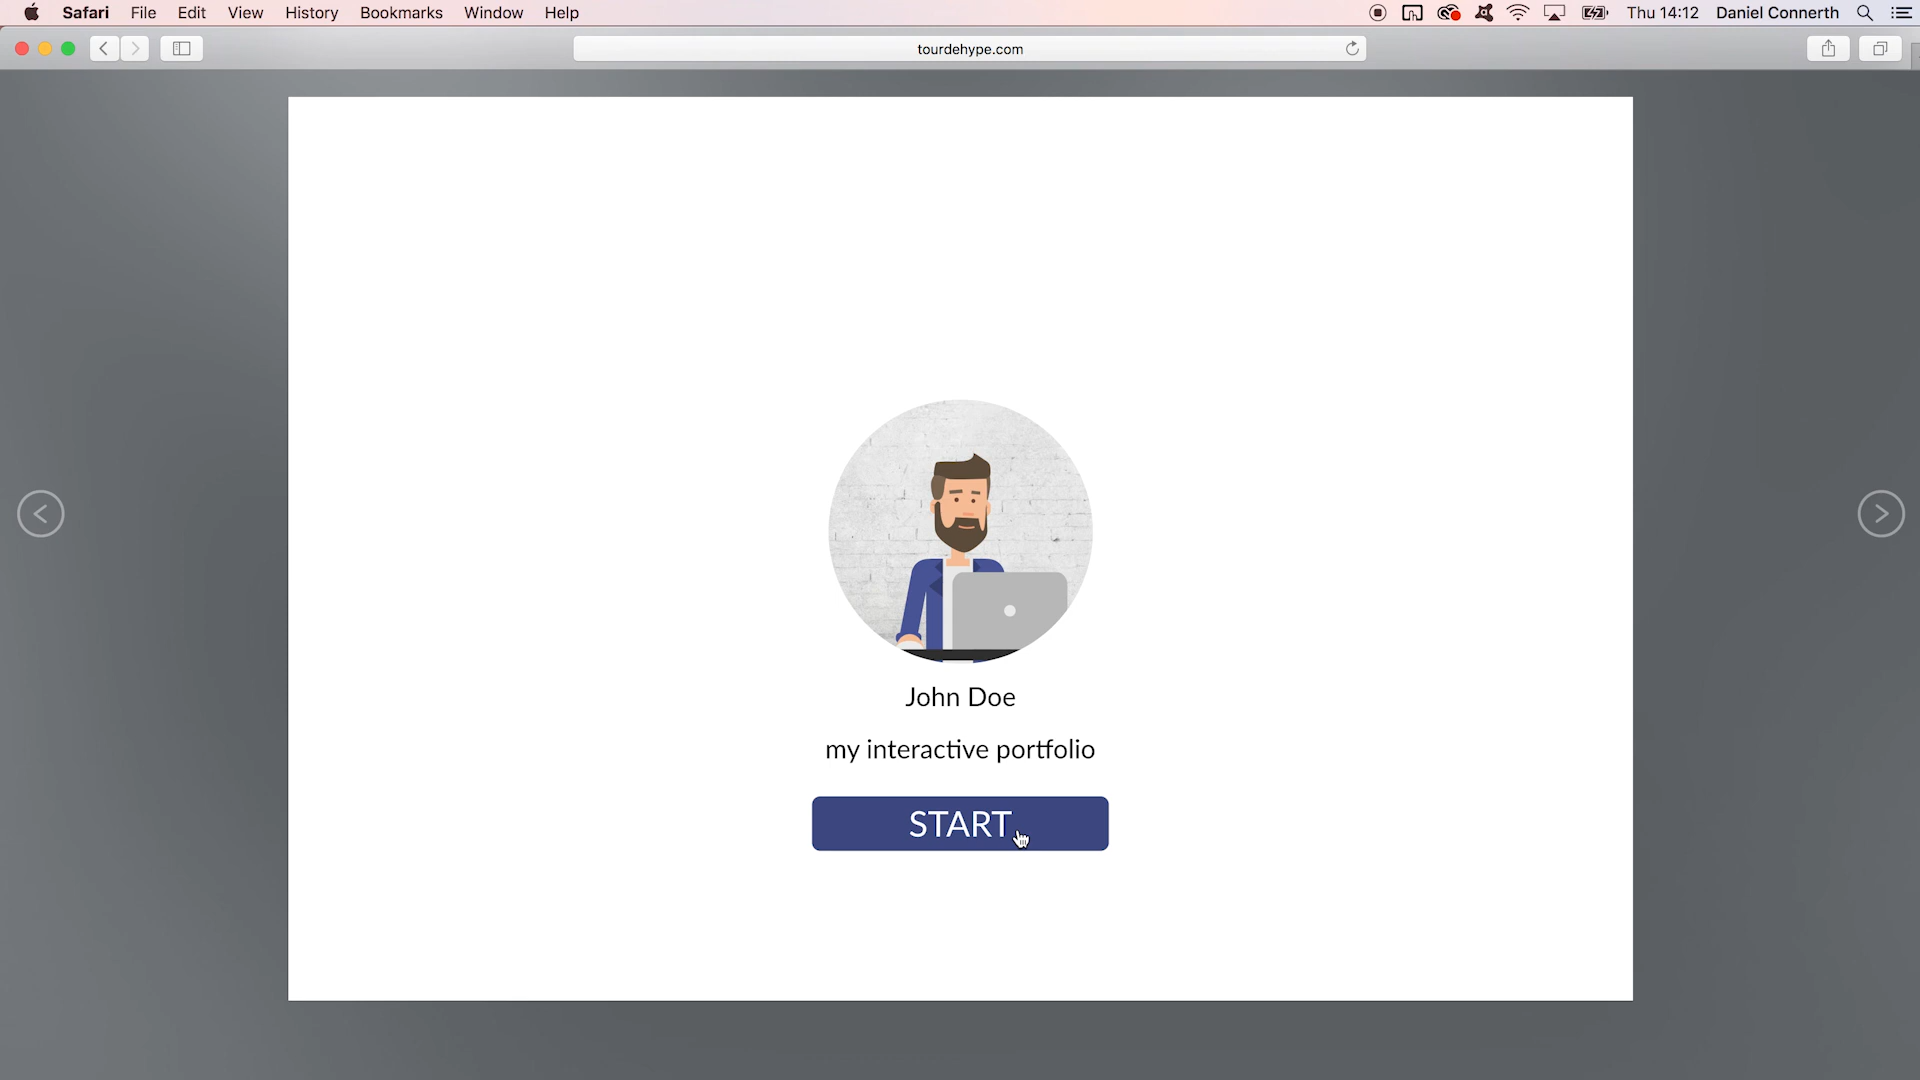 Safari File Edit View History Bookmarks Window Help Thu 14:12 Daniel Connerth
tourdehype.com
John Doe
my interactive portfolio
START